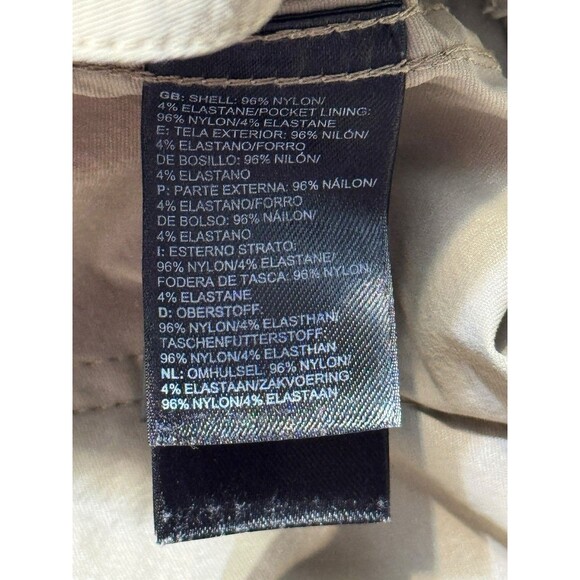 GB: SHELL: 96% NYLON/
4% ELASTANE/POCKET LINING:
96% NYLON/4% ELASTANE
E: TELA EXTERIOR: 96% NILÓN/
4% ELASTANO/FORRO
DE BOSILLO: 96% NILÓN/
4% ELASTANO
P: PARTE EXTERNA: 96% NÁILON/
4% ELASTANO/FORRO
DE BOLSO: 96% NÁILON/
4% ELASTANO
I: ESTERNO STRATO:
96% NYLON/4% ELASTANE/
FODERA DE TASCA: 96% NYLON/
4% ELASTANE
D: OBERSTOFF:
96% NYLON/4% ELASTHAN/
TASCHENFUTTERSTOFF:
96% NYLON/4% ELASTHAN
NL: OMHULSEL: 96% NYLON/
4% ELASTAAN/ZAKVOERING:
96% NYLON/4% ELASTAAN